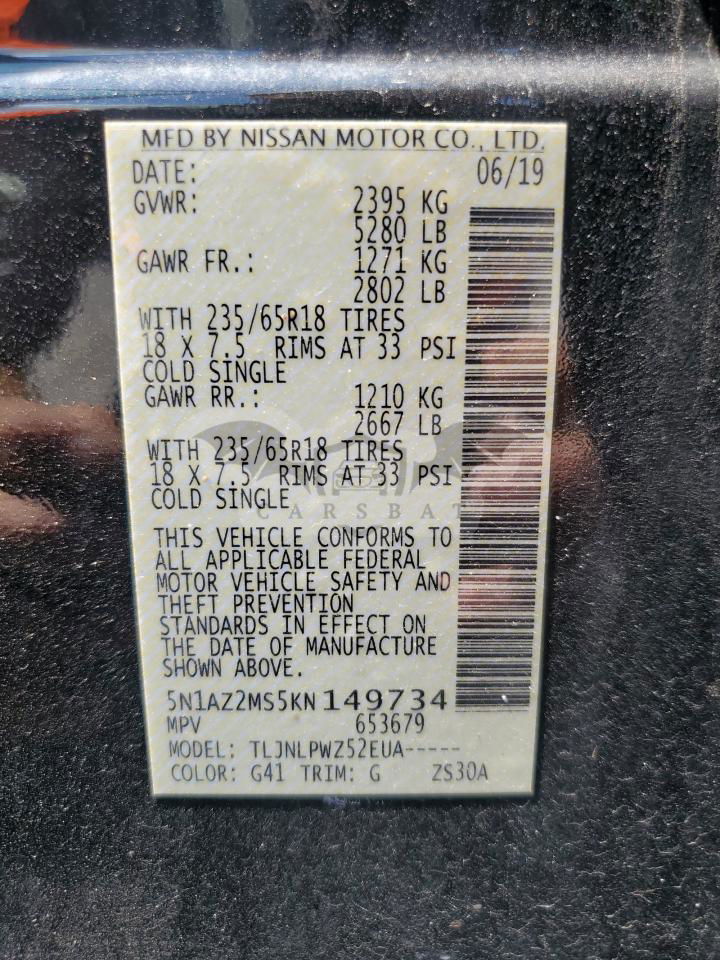 MFD BY NISSAN MOTOR CO., LTD.
DATE: 06/19
GVWR: 2395 KG
5280 LB
GAWR FR.: 1271 KG
2802 LB
WITH 235/65R18 TIRES
18 X 7.5 RIMS AT 33 PSI
COLD SINGLE
GAWR RR.: 1210 KG
2667 LB
WITH 235/65R18 TIRES
18 X 7.5 RIMS AT 33 PSI
COLD SINGLE
CARSBAT
THIS VEHICLE CONFORMS TO
ALL APPLICABLE FEDERAL
MOTOR VEHICLE SAFETY AND
THEFT PREVENTION
STANDARDS IN EFFECT ON
THE DATE OF MANUFACTURE
SHOWN ABOVE.
5N1AZ2MS5KN149734
MPV 653679
MODEL: TLJNLPWZ52EUA-----
COLOR: G41 TRIM: G ZS30A